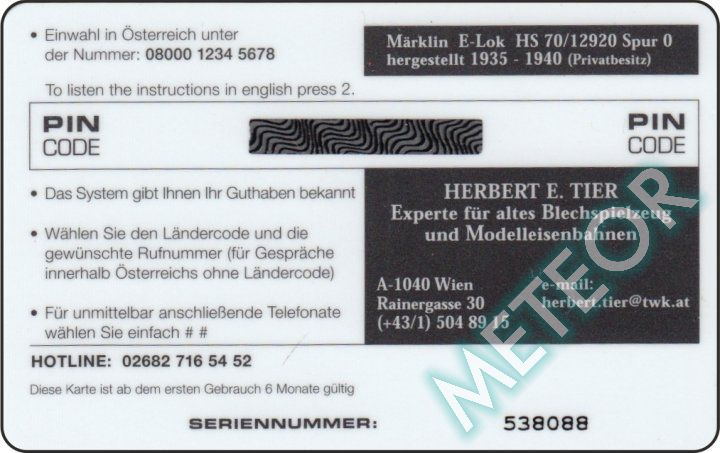 • Einwahl in Österreich unter
der Nummer: 08000 1234 5678
To listen the instructions in english press 2.
Märklin E-Lok HS 70/12920 Spur 0
hergestellt 1935 - 1940 (Privatbesitz)
PIN
CODE
PIN
CODE
• Das System gibt Ihnen Ihr Guthaben bekannt
• Wählen Sie den Ländercode und die
gewünschte Rufnummer (für Gespräche
innerhalb Österreichs ohne Ländercode)
• Für unmittelbar anschließende Telefonate
wählen Sie einfach # #
HERBERT E. TIER
Experte für altes Blechspielzeug
und Modelleisenbahnen
A-1040 Wien
Rainergasse 30
(+43/1) 504 89 15
e-mail:
herbert.tier@twk.at
METEOR
HOTLINE: 02682 716 54 52
Diese Karte ist ab dem ersten Gebrauch 6 Monate gültig
SERIENNUMMER: 538088